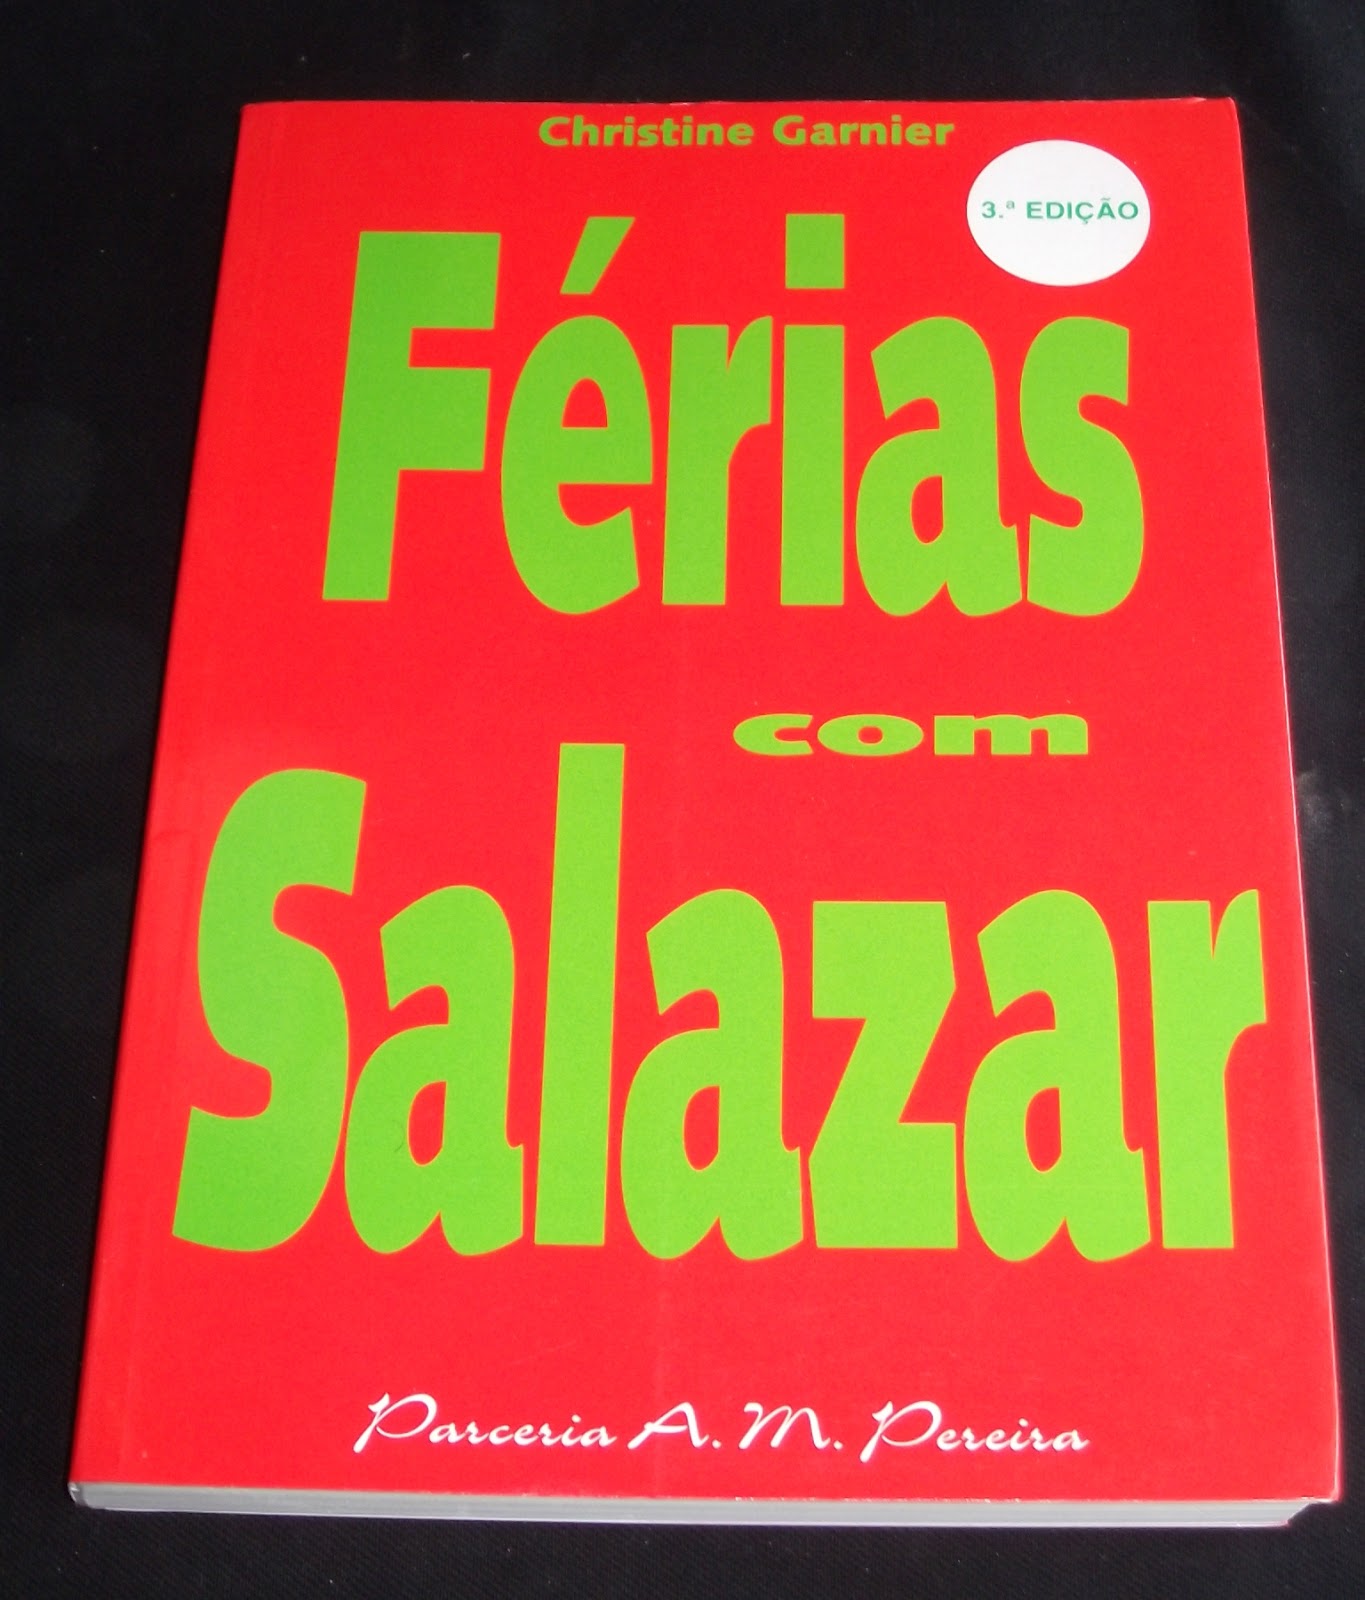 Christine Garnier
3.ª EDIÇÃO
Férias
com
Salazar
Parceria A. M. Pereira